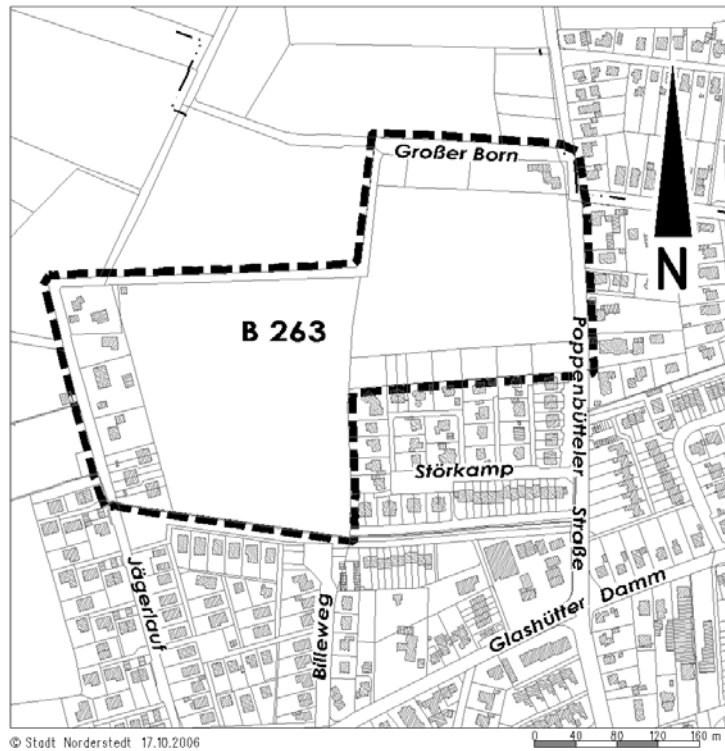 Großer Born
N
B 263
Poppenbütteler Straße
Störkamp
Jägerlauf
Billeweg
Glashütter Damm
© Stadt Norderstedt 17.10.2006
0 40 80 120 160 m